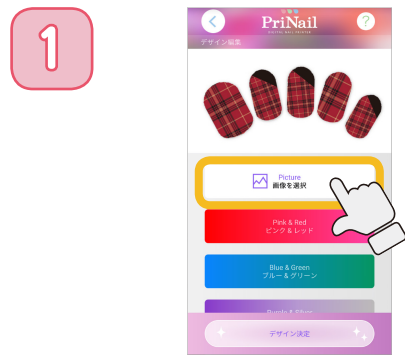 1
PriNail
DIGITAL NAIL PRINTER
?
デザイン編集
Picture
画像を選択
Pink & Red
ピンク & レッド
Blue & Green
ブルー & グリーン
デザイン決定